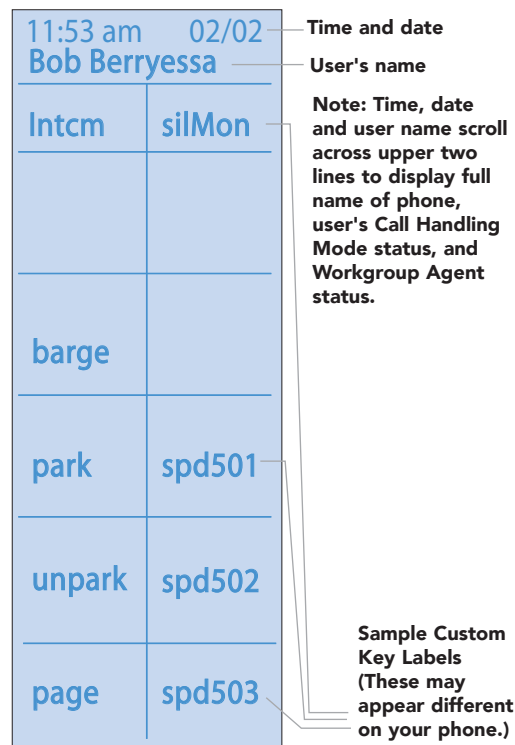 11:53 am 02/02
Bob Berryessa
Intcm silMon
barge
park spd501
unpark spd502
page spd503
Time and date
User's name
Note: Time, date
and user name scroll
across upper two
lines to display full
name of phone,
user's Call Handling
Mode status, and
Workgroup Agent
status.
Sample Custom
Key Labels
(These may
appear different
on your phone.)